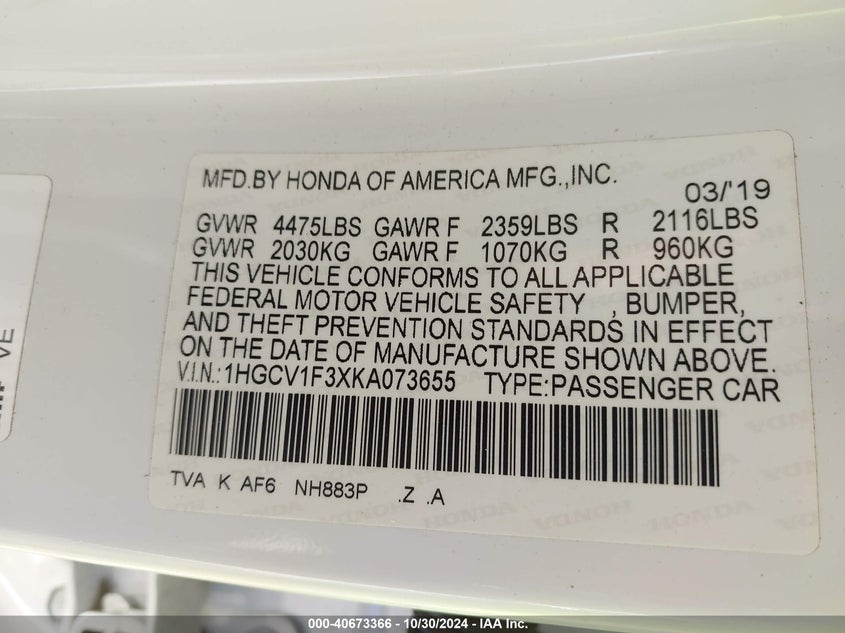 MFD.BY HONDA OF AMERICA MFG.,INC. 03/'19
GVWR 4475LBS GAWR F 2359LBS R 2116LBS
GVWR 2030KG GAWR F 1070KG R 960KG
THIS VEHICLE CONFORMS TO ALL APPLICABLE
FEDERAL MOTOR VEHICLE SAFETY , BUMPER,
AND THEFT PREVENTION STANDARDS IN EFFECT
ON THE DATE OF MANUFACTURE SHOWN ABOVE.
V.I.N.:1HGCV1F3XKA073655 TYPE:PASSENGER CAR
TVA K AF6 NH883P .Z .A
VE
000-40673366 - 10/30/2024 - IAA Inc.